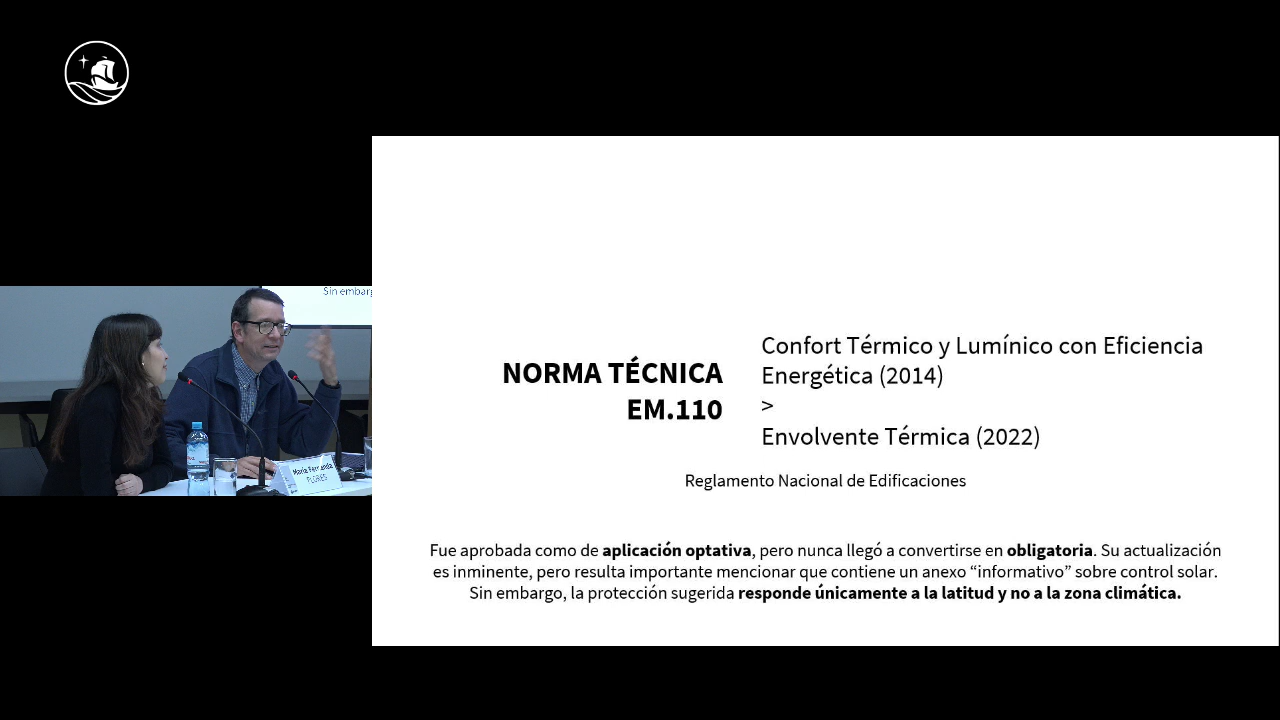 Sin embarg
María Fernanda
FLORES
NORMA TÉCNICA
EM.110
Confort Térmico y Lumínico con Eficiencia
Energética (2014)
>
Envolvente Térmica (2022)
Reglamento Nacional de Edificaciones
Fue aprobada como de aplicación optativa, pero nunca llegó a convertirse en obligatoria. Su actualización
es inminente, pero resulta importante mencionar que contiene un anexo “informativo” sobre control solar.
Sin embargo, la protección sugerida responde únicamente a la latitud y no a la zona climática.